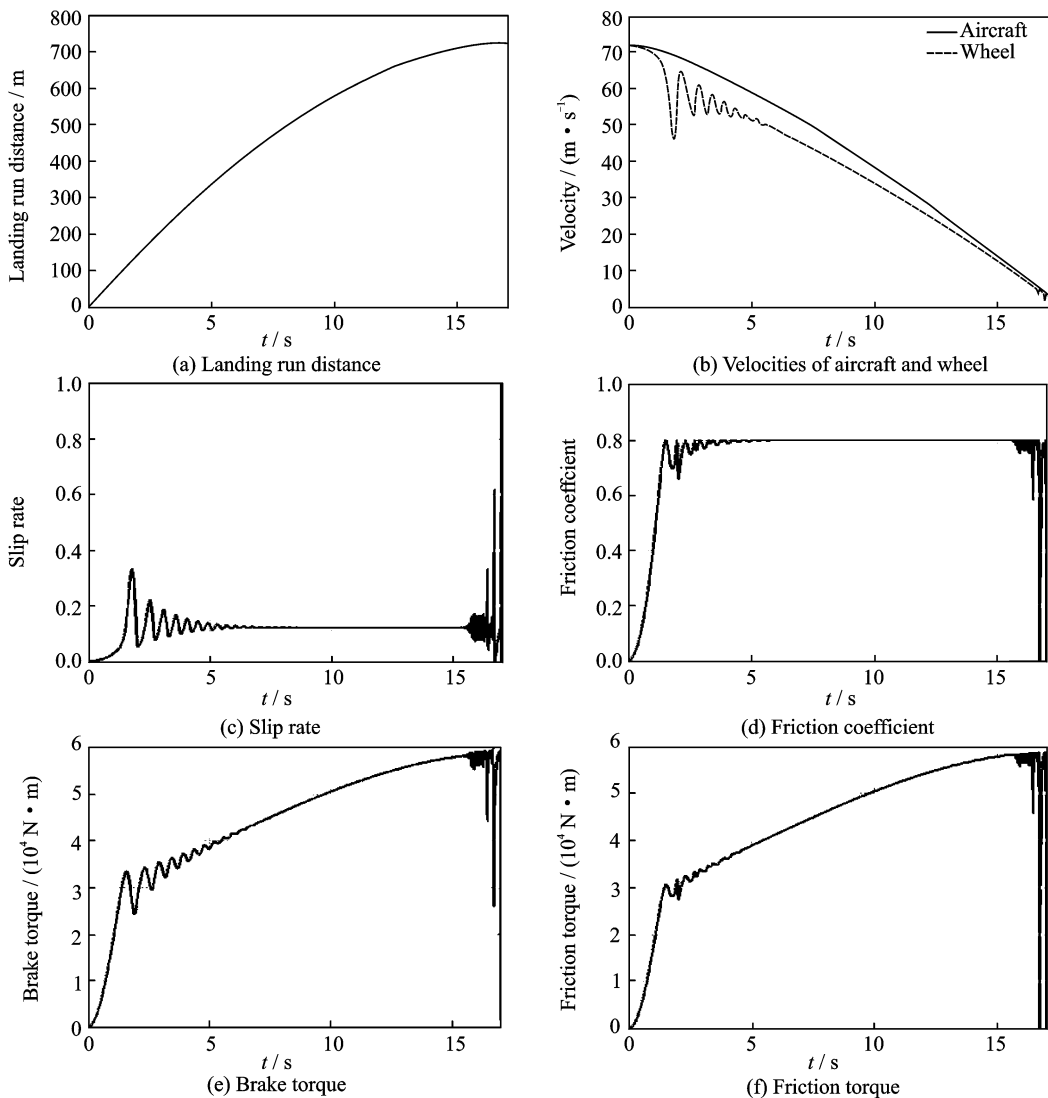 800
700
600
500
400
300
200
100
0
Landing run distance / m
0 5 10 15
t / s
(a) Landing run distance
80
70
60
50
40
30
20
10
0
Velocity / (m • s⁻¹)
Aircraft
Wheel
0 5 10 15
t / s
(b) Velocities of aircraft and wheel
1.0
0.8
0.6
0.4
0.2
0.0
Slip rate
0 5 10 15
t / s
(c) Slip rate
1.0
0.8
0.6
0.4
0.2
0.0
Friction coeffcient
0 5 10 15
t / s
(d) Friction coefficient
6
5
4
3
2
1
0
Brake torque / (10⁴ N • m)
0 5 10 15
t / s
(e) Brake torque
6
5
4
3
2
1
0
Friction torque / (10⁴ N • m)
0 5 10 15
t / s
(f) Friction torque